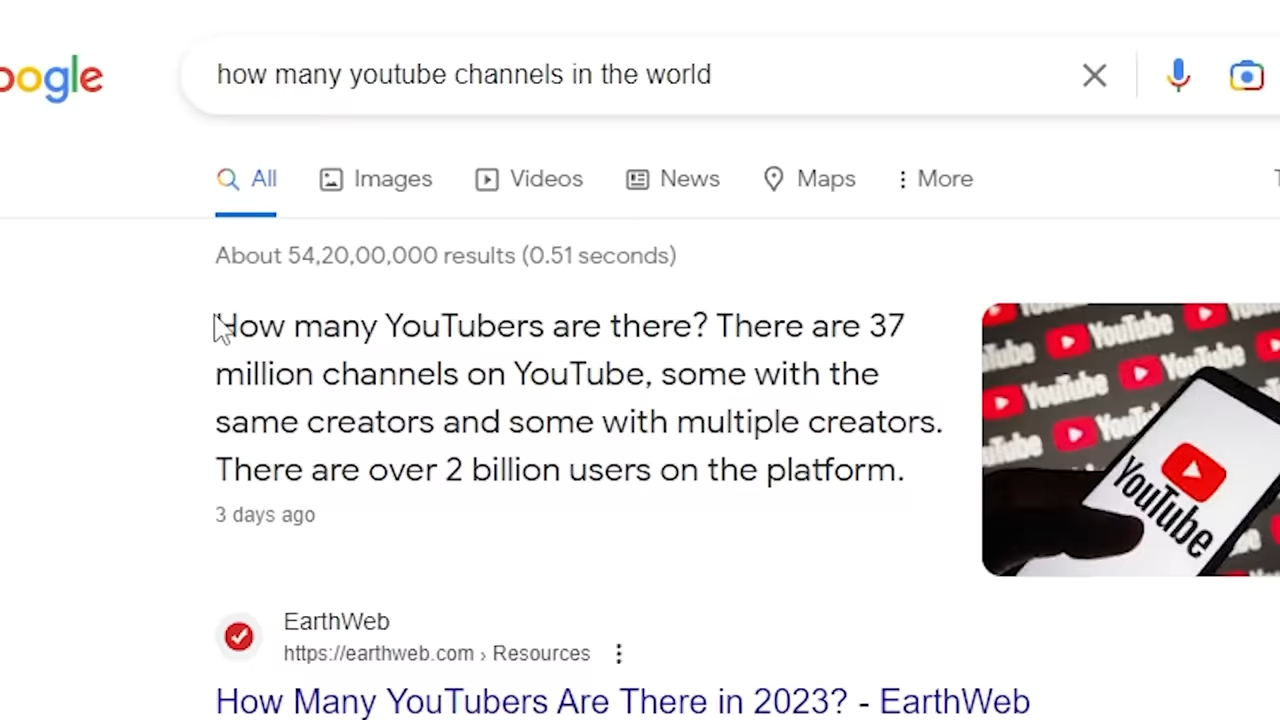 oogle
how many youtube channels in the world
All Images Videos News Maps More
About 54,20,00,000 results (0.51 seconds)
How many YouTubers are there? There are 37
million channels on YouTube, some with the
same creators and some with multiple creators.
There are over 2 billion users on the platform.
3 days ago
YouTube
YouTube
YouTube
YouTube
EarthWeb
https://earthweb.com › Resources
How Many YouTubers Are There in 2023? - EarthWeb